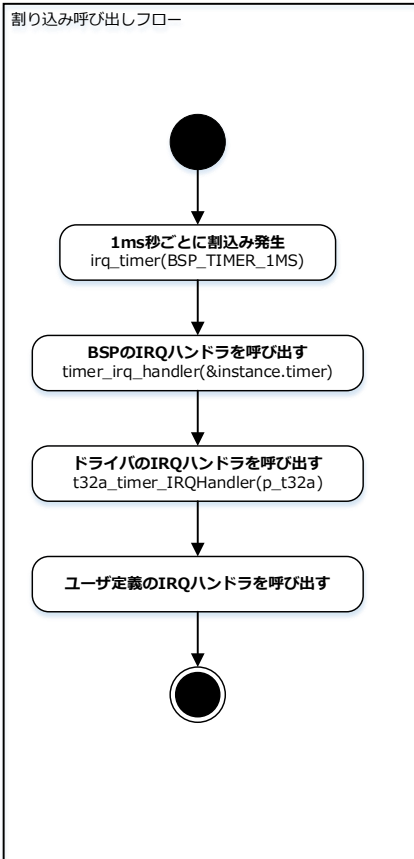 割り込み呼び出しフロー
1ms秒ごとに割込み発生
irq_timer(BSP_TIMER_1MS)
BSPのIRQハンドラを呼び出す
timer_irq_handler(&instance.timer)
ドライバのIRQハンドラを呼び出す
t32a_timer_IRQHandler(p_t32a)
ユーザ定義のIRQハンドラを呼び出す